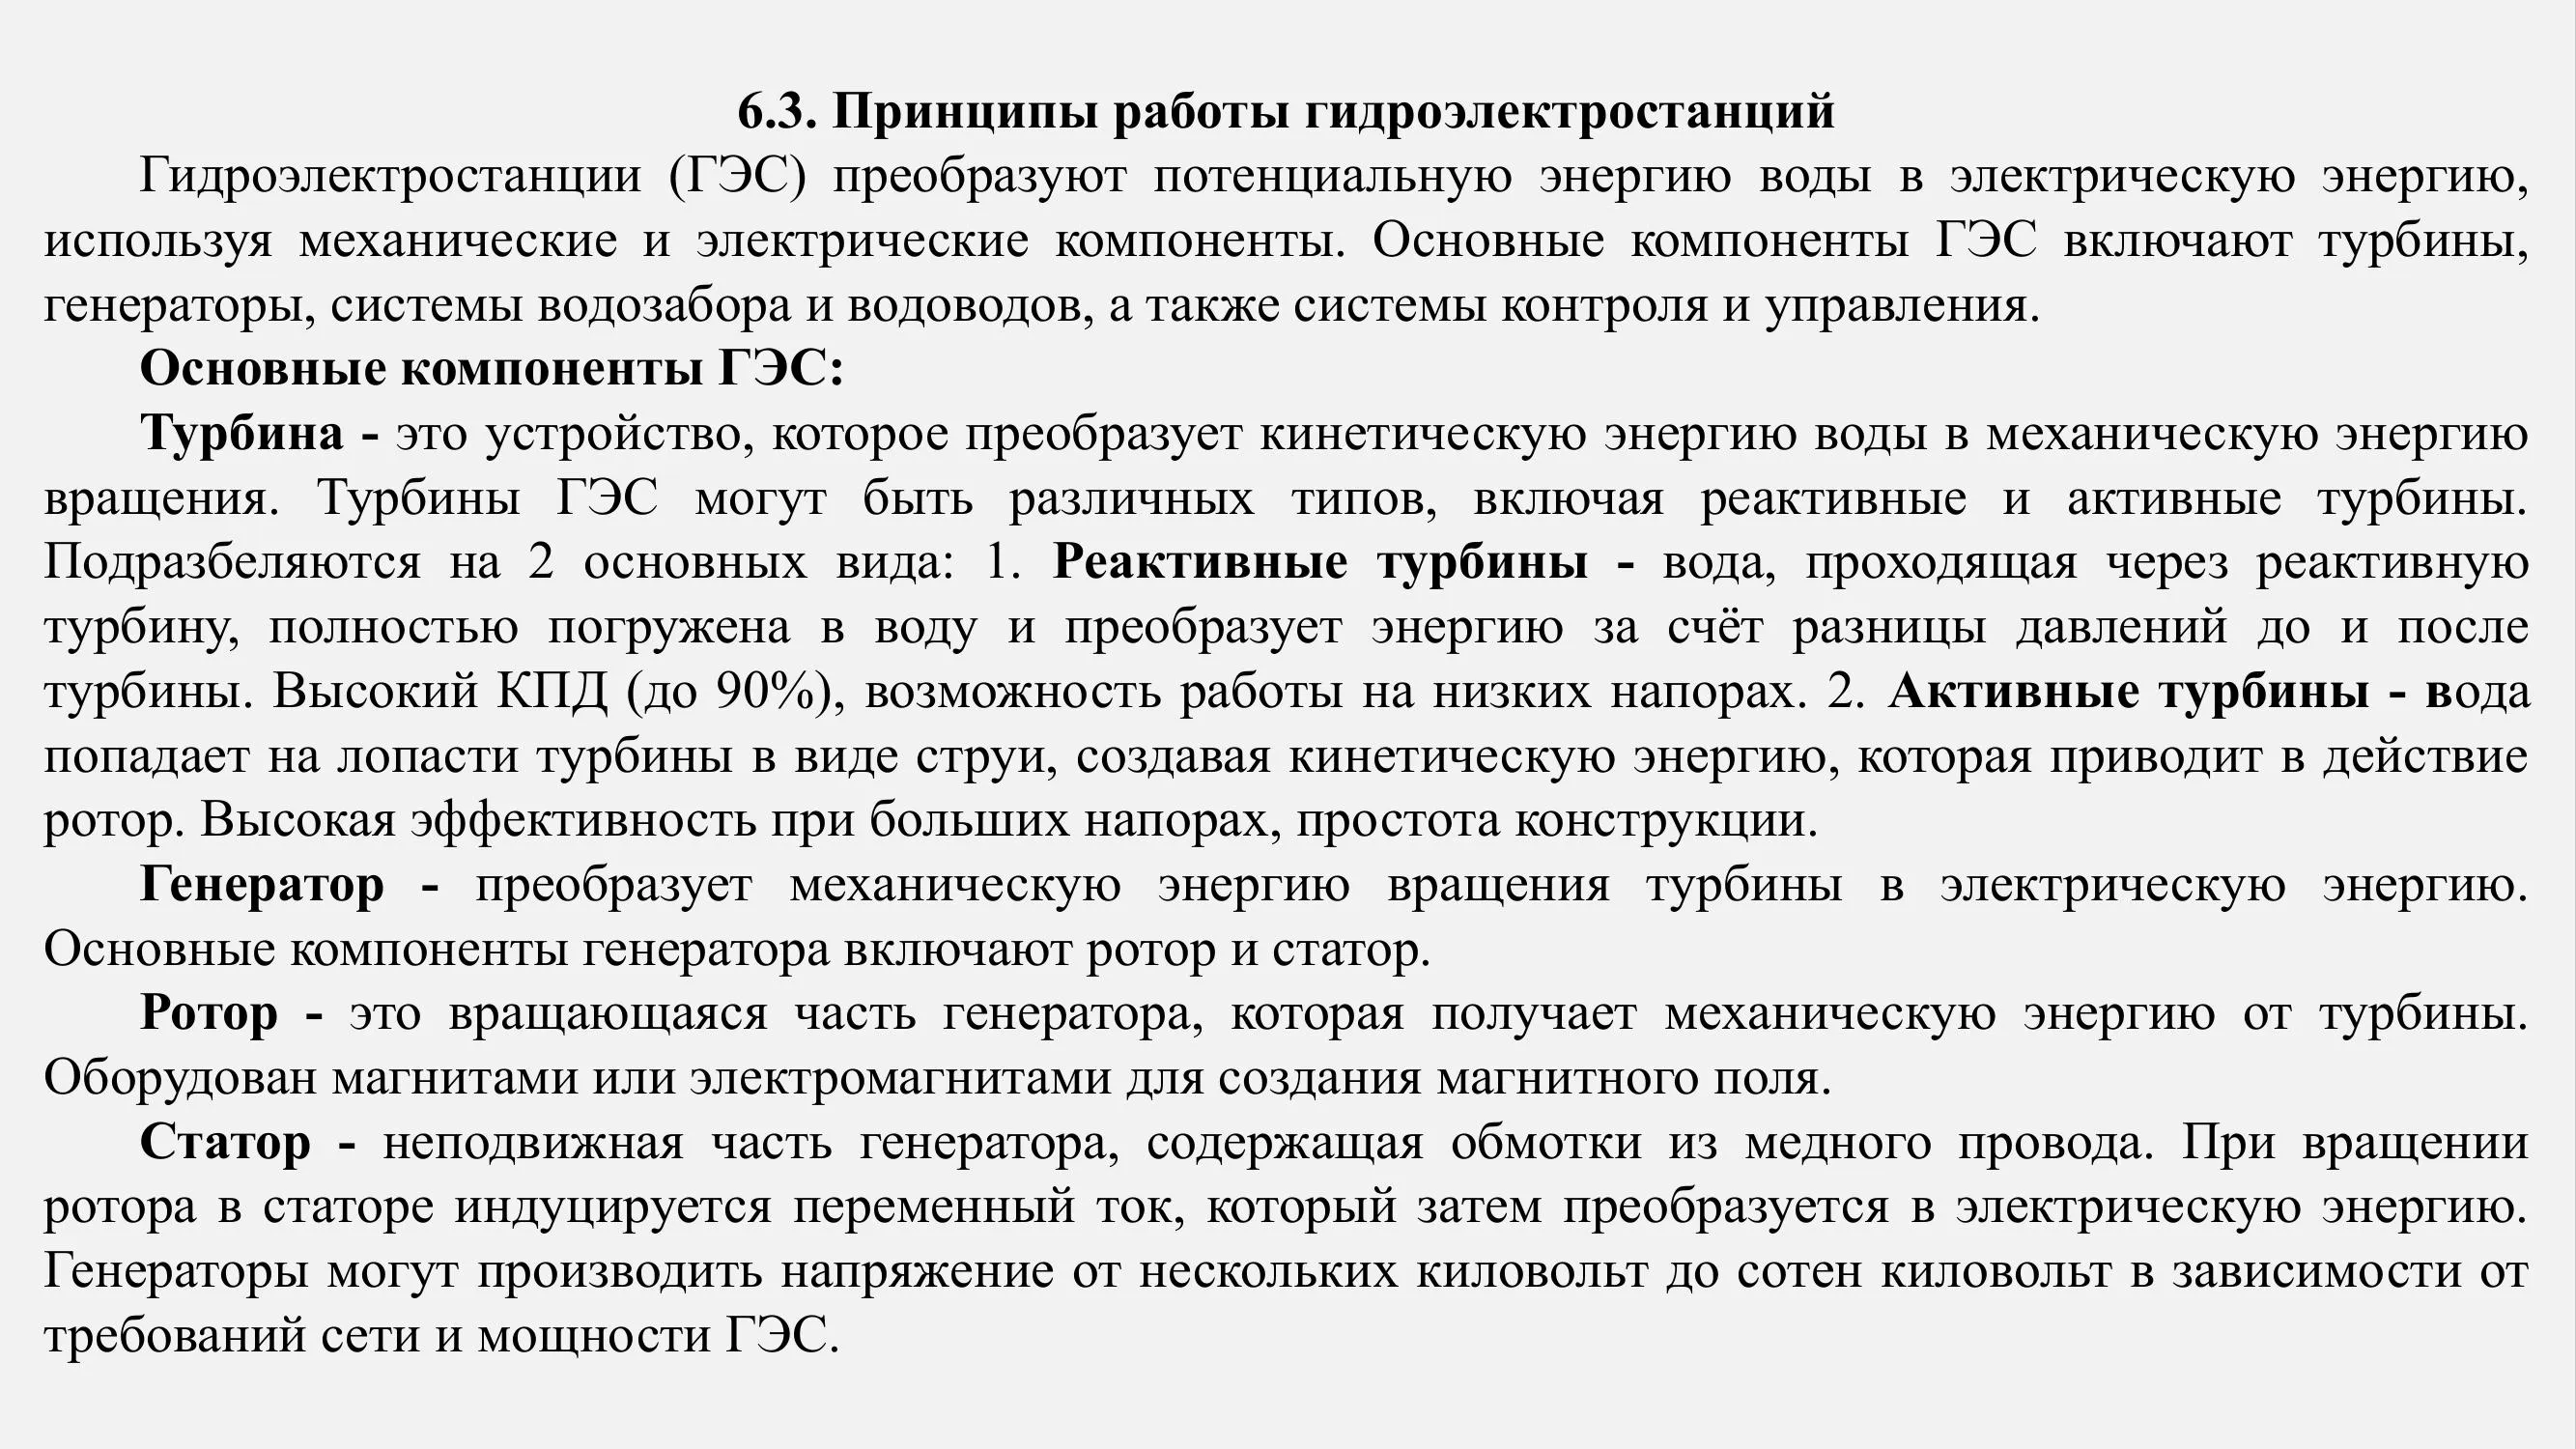 6.3. Принципы работы гидроэлектростанций
Гидроэлектростанции (ГЭС) преобразуют потенциальную энергию воды в электрическую энергию,
используя механические и электрические компоненты. Основные компоненты ГЭС включают турбины,
генераторы, системы водозабора и водоводов, а также системы контроля и управления.
Основные компоненты ГЭС:
Турбина - это устройство, которое преобразует кинетическую энергию воды в механическую энергию
вращения. Турбины ГЭС могут быть различных типов, включая реактивные и активные турбины.
Подразбеляются на 2 основных вида: 1. Реактивные турбины - вода, проходящая через реактивную
турбину, полностью погружена в воду и преобразует энергию за счёт разницы давлений до и после
турбины. Высокий КПД (до 90%), возможность работы на низких напорах. 2. Активные турбины - вода
попадает на лопасти турбины в виде струи, создавая кинетическую энергию, которая приводит в действие
ротор. Высокая эффективность при больших напорах, простота конструкции.
Генератор - преобразует механическую энергию вращения турбины в электрическую энергию.
Основные компоненты генератора включают ротор и статор.
Ротор - это вращающаяся часть генератора, которая получает механическую энергию от турбины.
Оборудован магнитами или электромагнитами для создания магнитного поля.
Статор - неподвижная часть генератора, содержащая обмотки из медного провода. При вращении
ротора в статоре индуцируется переменный ток, который затем преобразуется в электрическую энергию.
Генераторы могут производить напряжение от нескольких киловольт до сотен киловольт в зависимости от
требований сети и мощности ГЭС.